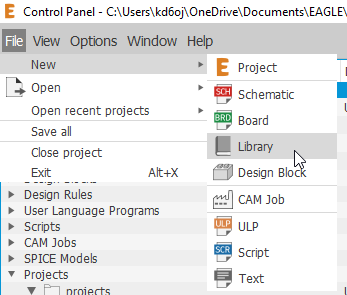 Control Panel - C:\Users\kd6oj\OneDrive\Documents\EAGLE\
File View Options Window Help
New
Open
Open recent projects
Save all
Close project
Exit Alt+X
Project
SCH Schematic
BRD Board
Library
Design Block
CAM Job
ULP ULP
SCR Script
Text
Design Rules
User Language Programs
Scripts
CAM Jobs
SPICE Models
Projects
projects